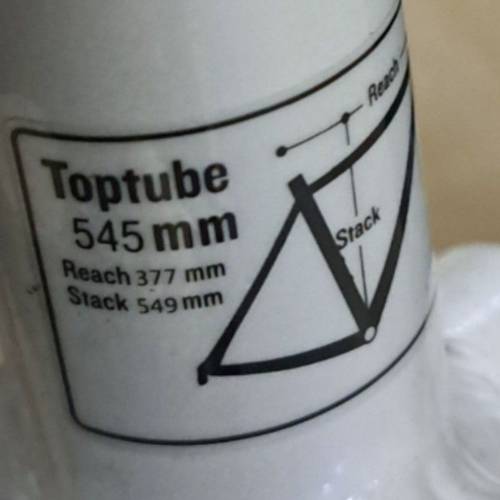 Toptube
545 mm
Reach 377 mm
Stack 549 mm
Reach
Stack